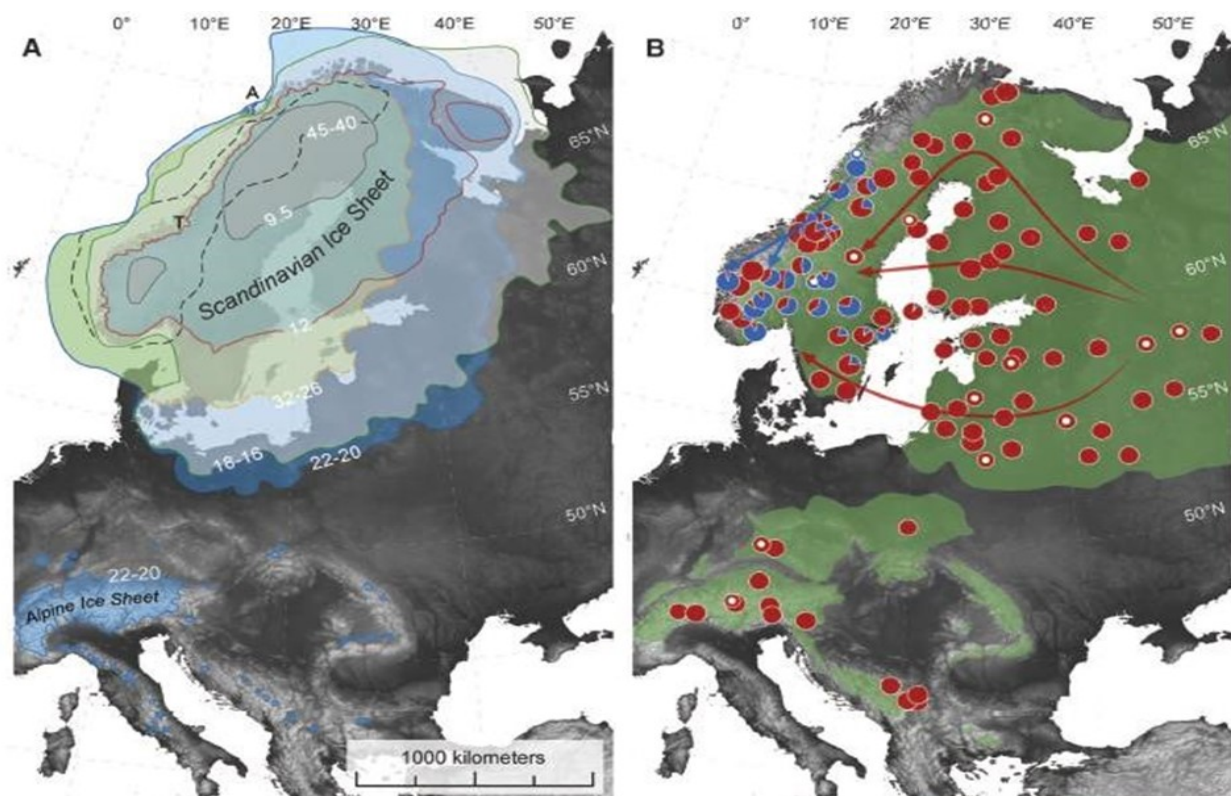 0° 10°E 20°E 30°E 40°E 50°E
A
A
65°N
45-40
T
9.5
Scandinavian Ice Sheet
60°N
12
32-26
55°N
18-16
22-20
50°N
22-20
Alpine Ice Sheet
1000 kilometers
0° 10°E 20°E 30°E 40°E 50°E
B
65°N
60°N
55°N
50°N